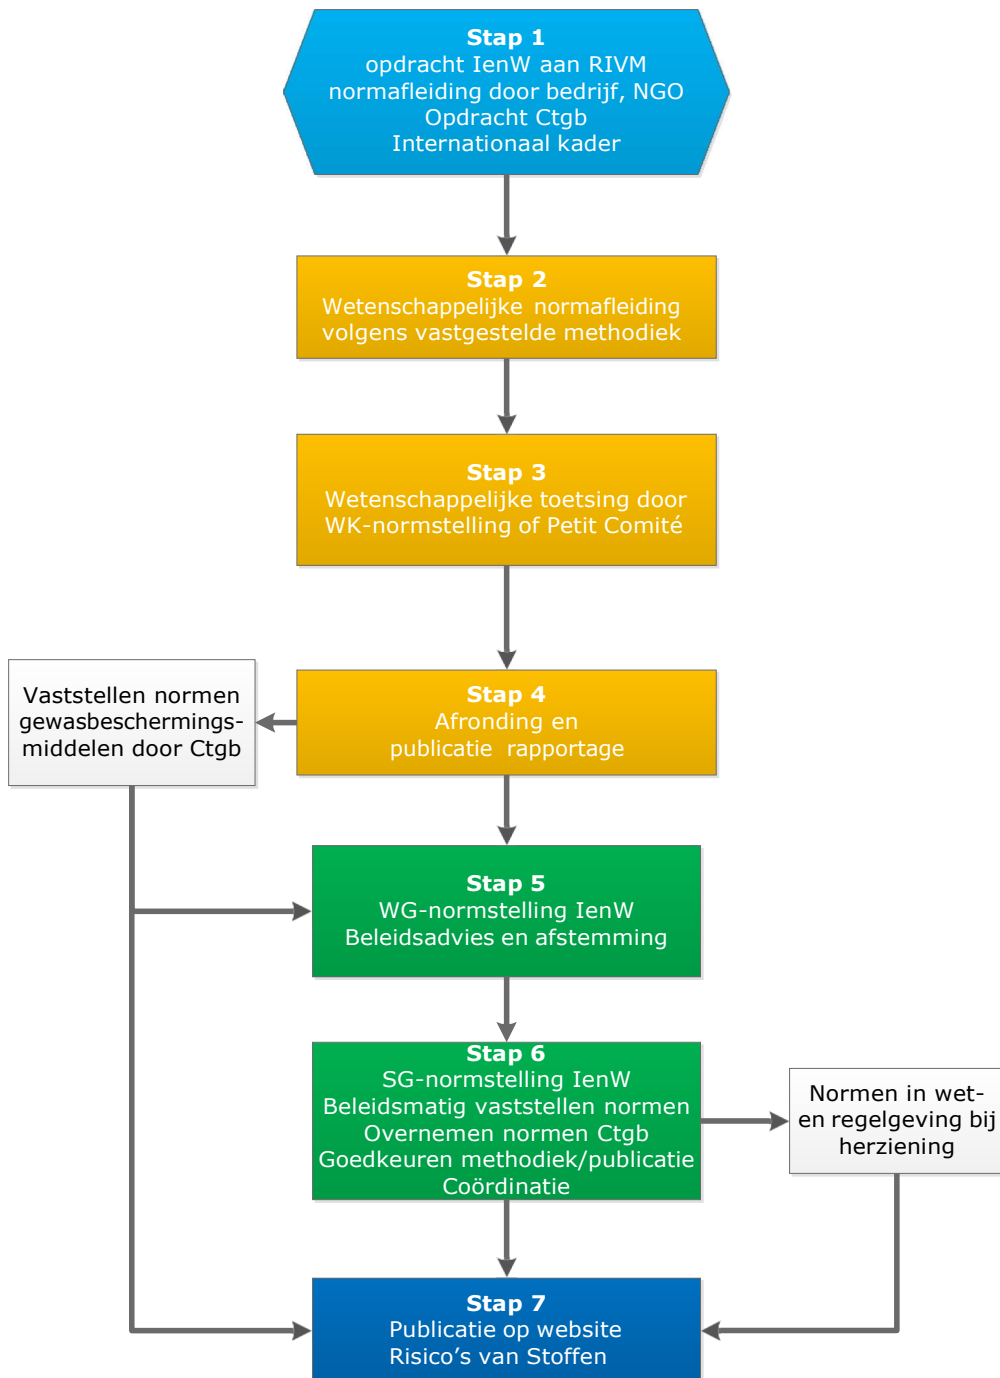 Stap 1
opdracht IenW aan RIVM
normafleiding door bedrijf, NGO
Opdracht Ctgb
Internationaal kader
Stap 2
Wetenschappelijke normafleiding
volgens vastgestelde methodiek
Stap 3
Wetenschappelijke toetsing door
WK-normstelling of Petit Comité
Stap 4
Afronding en
publicatie rapportage
Vaststellen normen
gewasbeschermings-
middelen door Ctgb
Stap 5
WG-normstelling IenW
Beleidsadvies en afstemming
Stap 6
SG-normstelling IenW
Beleidsmatig vaststellen normen
Overnemen normen Ctgb
Goedkeuren methodiek/publicatie
Coördinatie
Normen in wet-
en regelgeving bij
herziening
Stap 7
Publicatie op website
Risico's van Stoffen